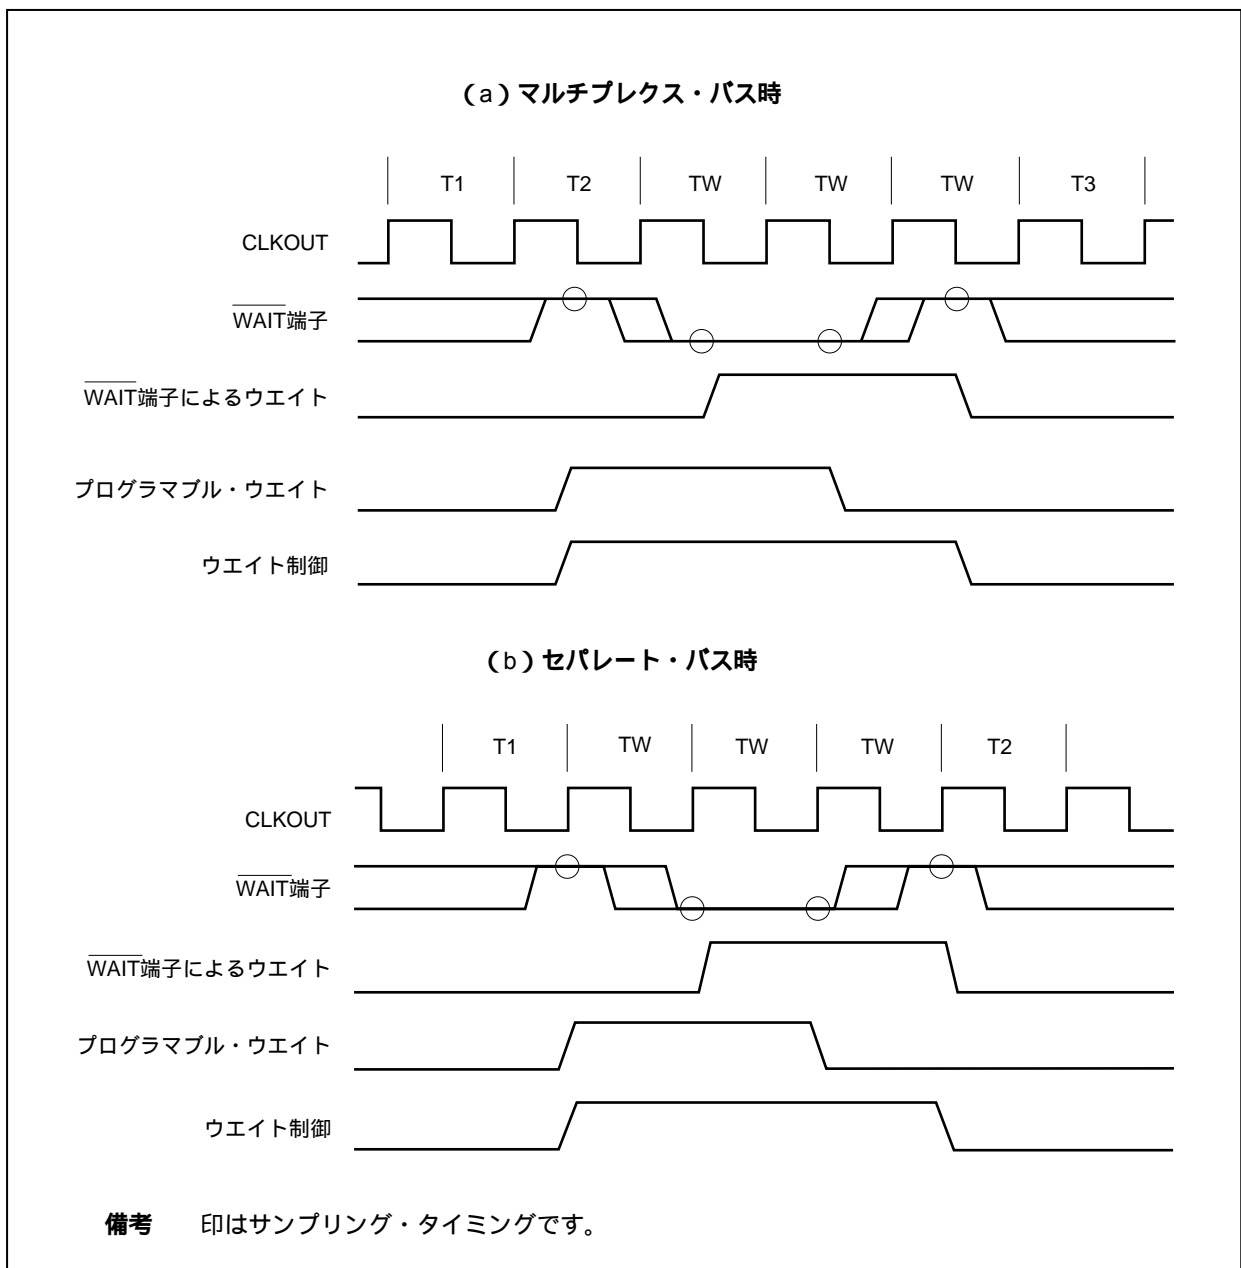 (a)マルチプレクス・バス時
T1 T2 TW TW TW T3
CLKOUT
WAIT端子
WAIT端子によるウエイト
プログラマブル・ウエイト
ウエイト制御
(b)セパレート・バス時
T1 TW TW TW T2
CLKOUT
WAIT端子
WAIT端子によるウエイト
プログラマブル・ウエイト
ウエイト制御
備考 印はサンプリング・タイミングです。